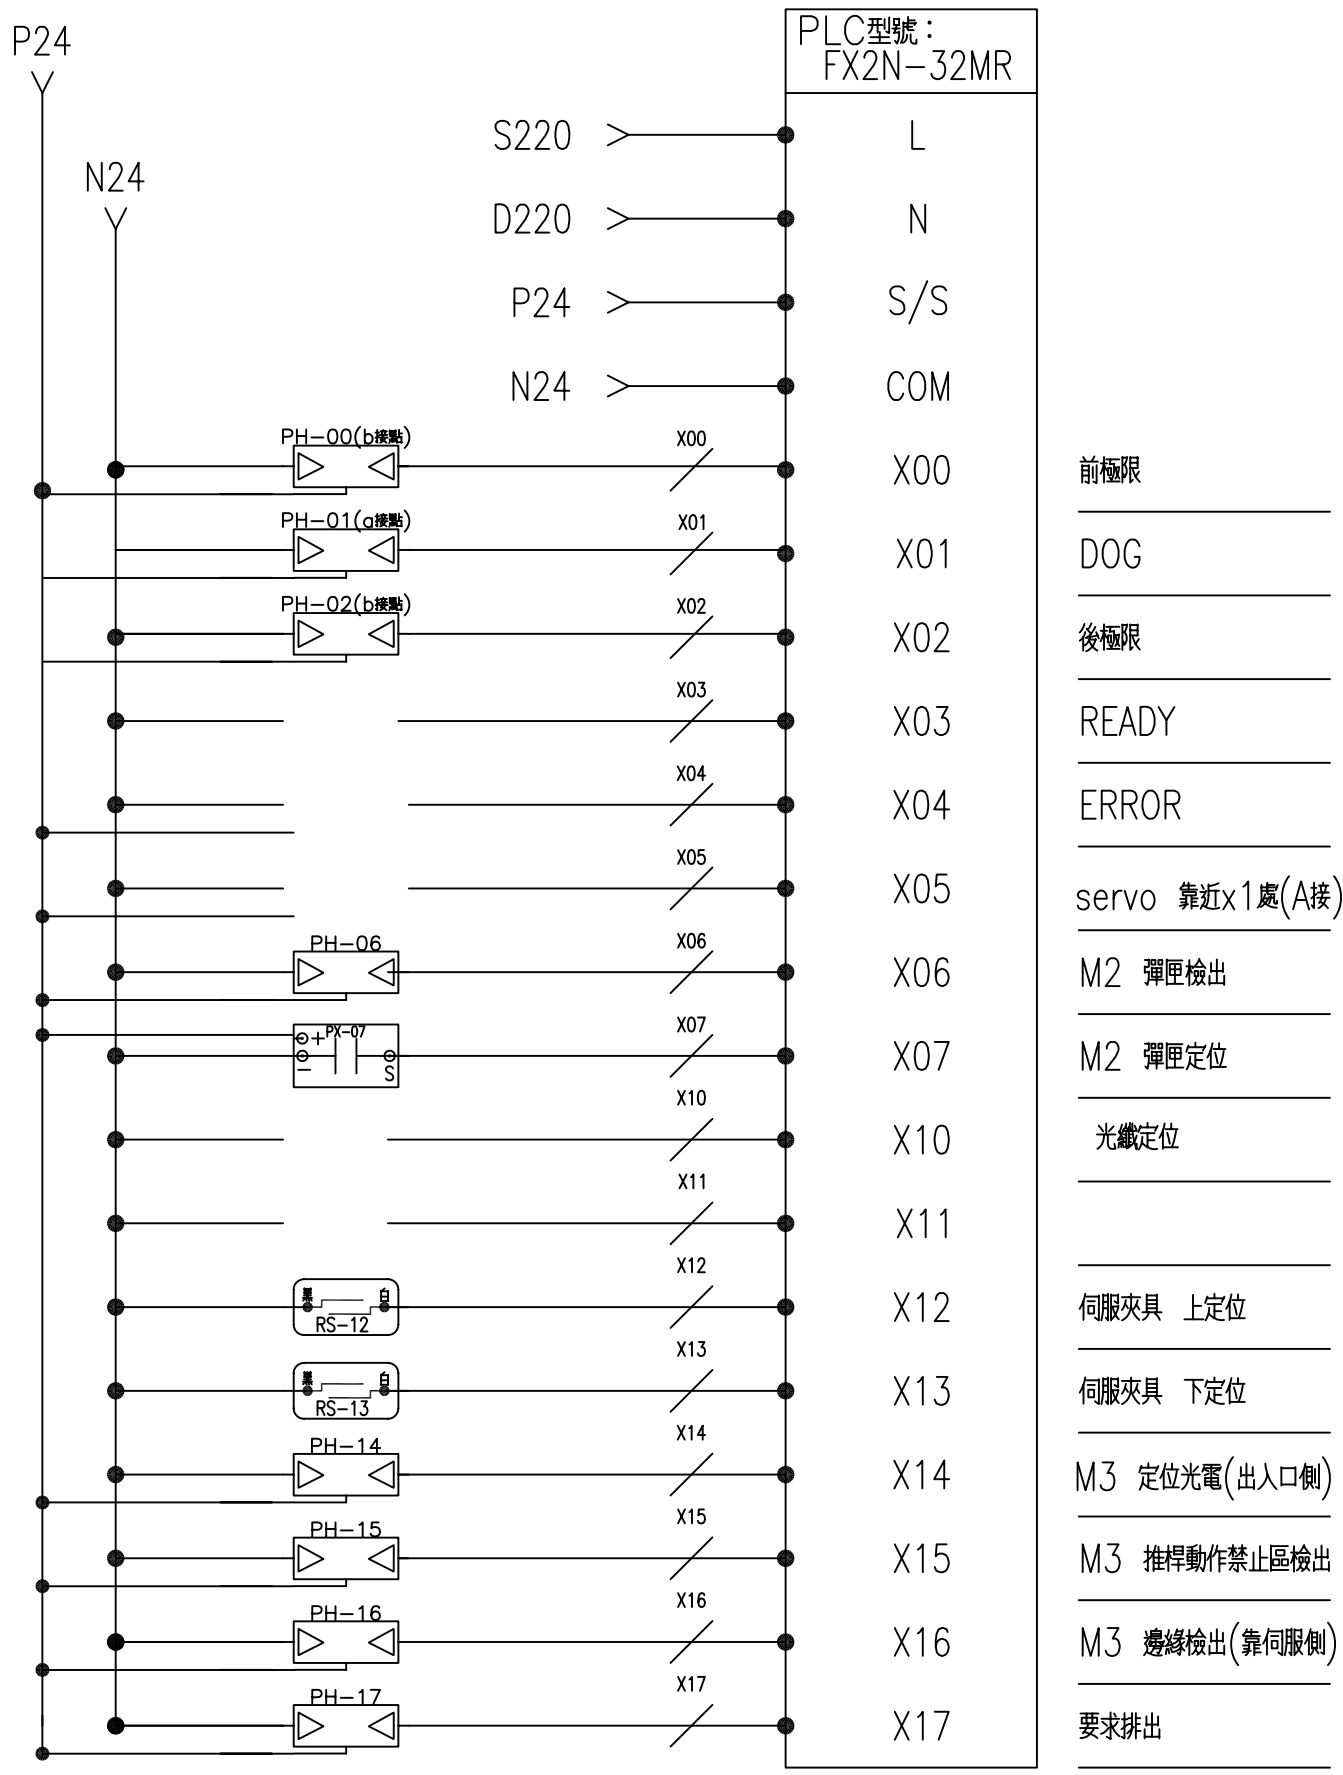 P24
N24
PLC型號：
FX2N-32MR
S220 L
D220 N
P24 S/S
N24 COM
PH-00(b接點) X00 X00 前極限
PH-01(a接點) X01 X01 DOG
PH-02(b接點) X02 X02 後極限
X03 X03 READY
X04 X04 ERROR
X05 X05 servo 靠近x1處(A接)
PH-06 X06 X06 M2 彈匣檢出
+ PX-07 - S X07 X07 M2 彈匣定位
X10 X10 光纖定位
X11 X11
黑 白 RS-12 X12 X12 伺服夾具 上定位
黑 白 RS-13 X13 X13 伺服夾具 下定位
PH-14 X14 X14 M3 定位光電(出入口側)
PH-15 X15 X15 M3 推桿動作禁止區檢出
PH-16 X16 X16 M3 邊緣檢出(靠伺服側)
PH-17 X17 X17 要求排出